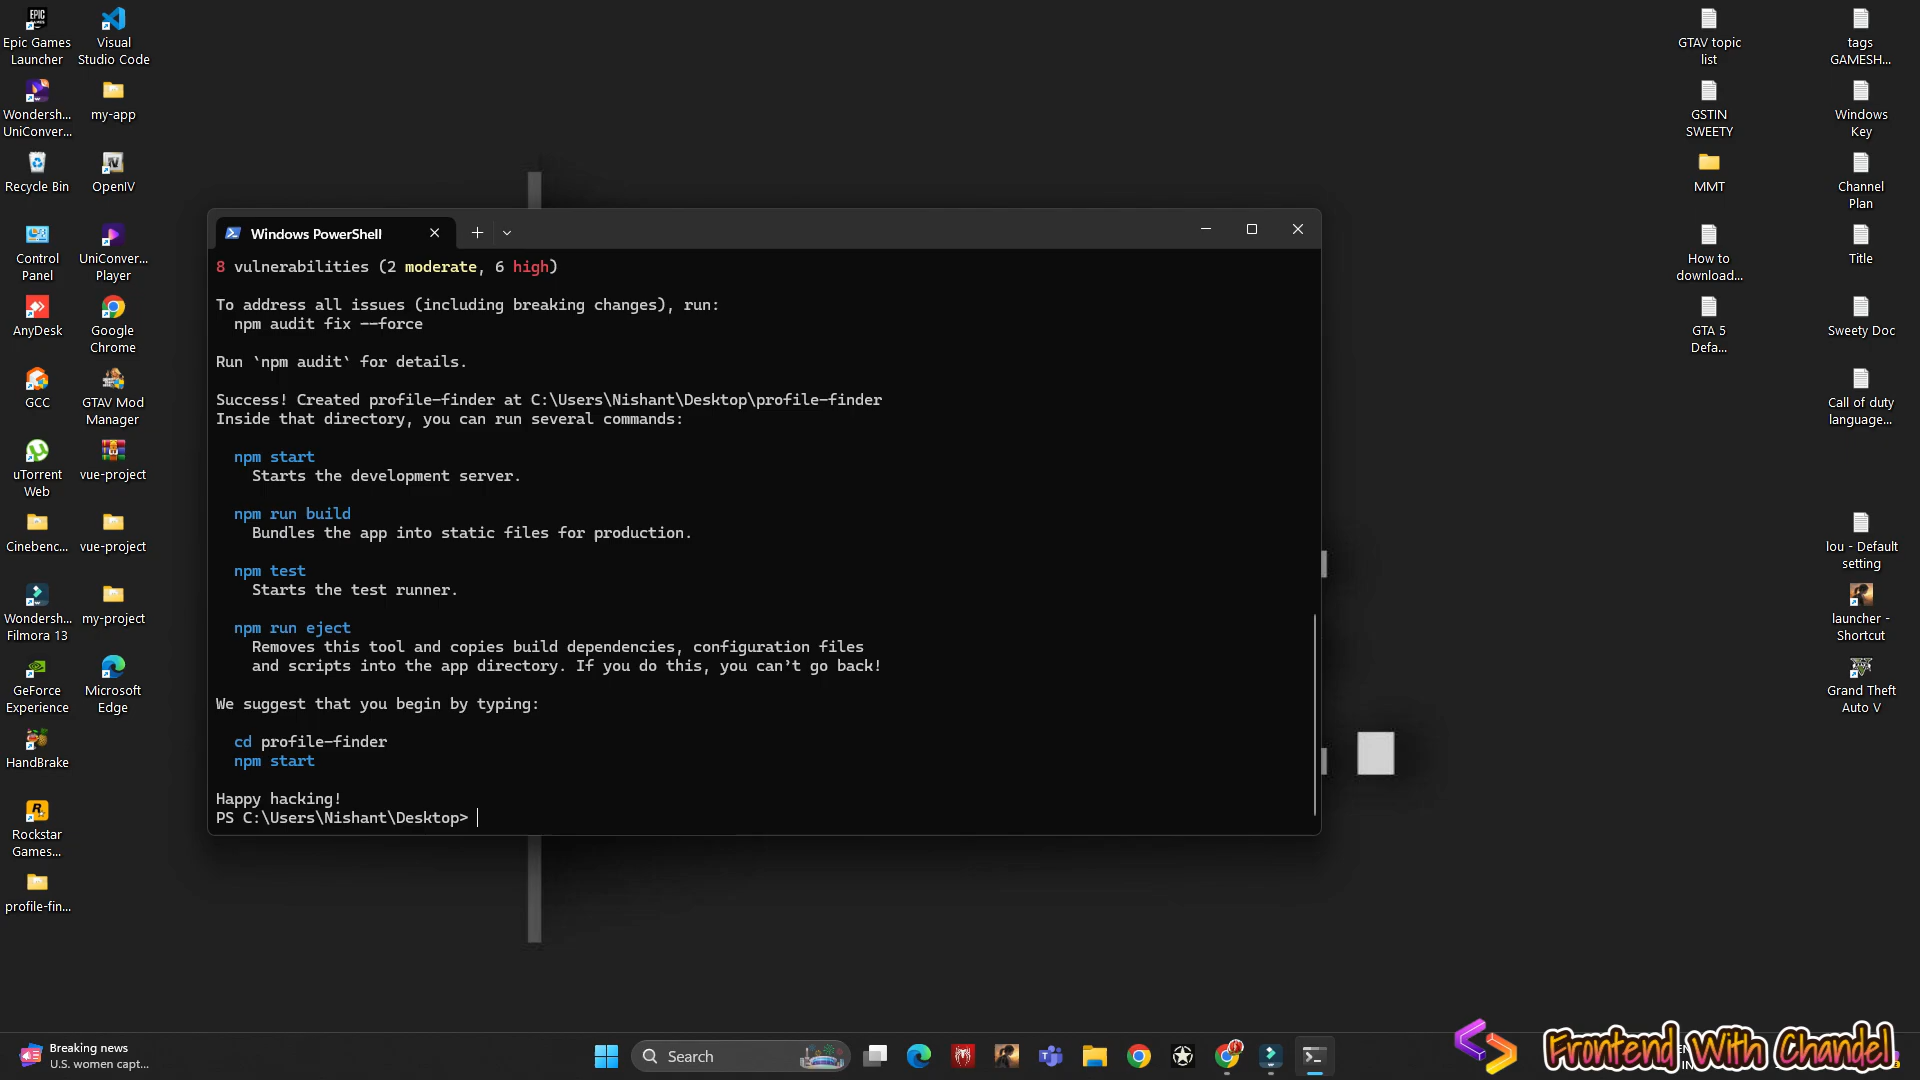 Epic Games
Launcher
Visual
Studio Code
Wondersh...
UniConver...
my-app
Recycle Bin
OpenIV
Control
Panel
UniConver...
Player
AnyDesk
Google
Chrome
GCC
GTAV Mod
Manager
uTorrent
Web
vue-project
Cinebenc...
vue-project
Wondersh...
Filmora 13
my-project
GeForce
Experience
Microsoft
Edge
HandBrake
Rockstar
Games...
profile-fin...
Windows PowerShell
8 vulnerabilities (2 moderate, 6 high)
To address all issues (including breaking changes), run:
npm audit fix --force
Run `npm audit` for details.
Success! Created profile-finder at C:\Users\Nishant\Desktop\profile-finder
Inside that directory, you can run several commands:
npm start
Starts the development server.
npm run build
Bundles the app into static files for production.
npm test
Starts the test runner.
npm run eject
Removes this tool and copies build dependencies, configuration files
and scripts into the app directory. If you do this, you can't go back!
We suggest that you begin by typing:
cd profile-finder
npm start
Happy hacking!
PS C:\Users\Nishant\Desktop>
GTAV topic
list
tags
GAMESH...
GSTIN
SWEETY
Windows
Key
MMT
Channel
Plan
How to
download...
Title
GTA 5
Defa...
Sweety Doc
Call of duty
language...
lou - Default
setting
launcher -
Shortcut
Grand Theft
Auto V
Breaking news
U.S. women capt...
Search
Frontend With Chandel